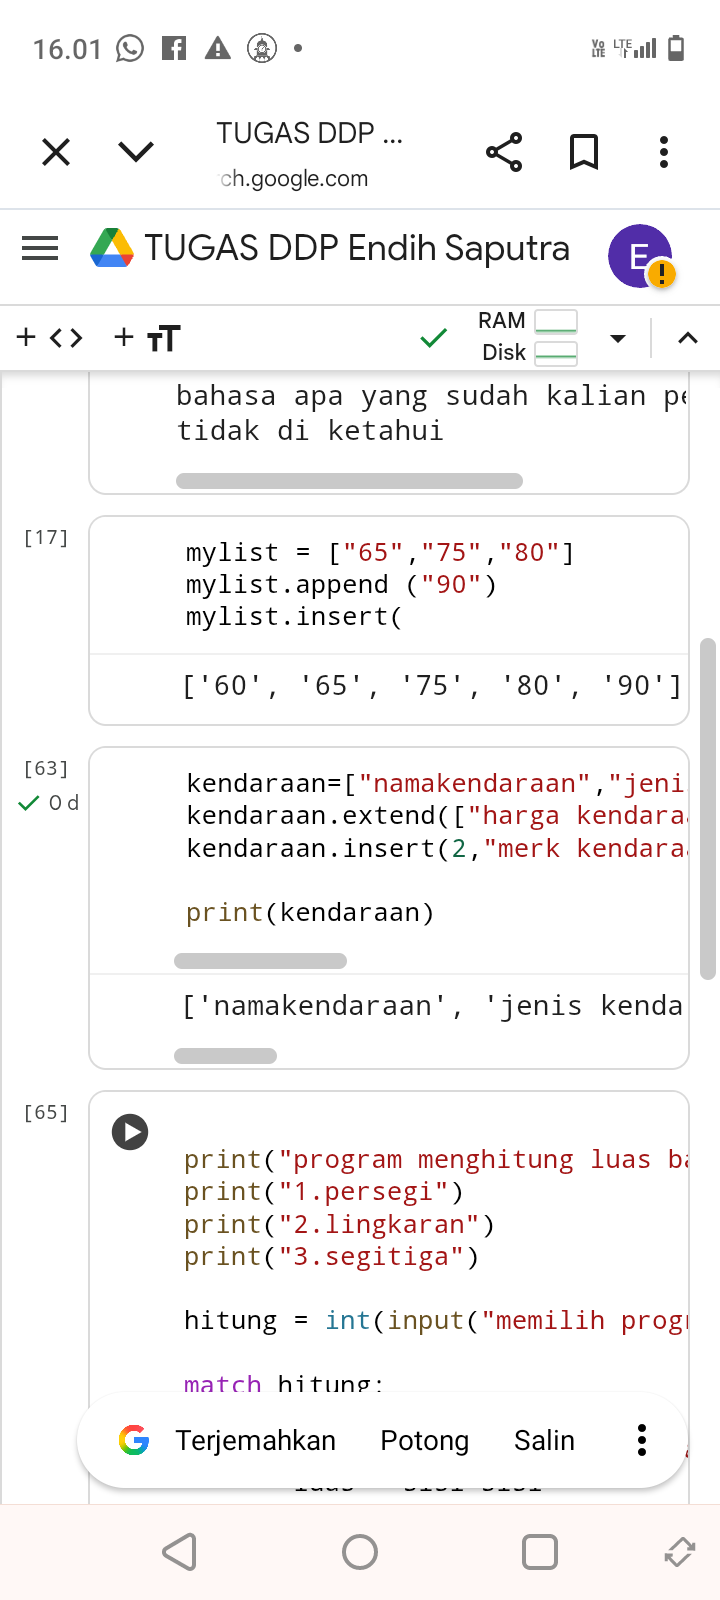 16.01
Vo LTE LTE
TUGAS DDP ...
ch.google.com
TUGAS DDP Endih Saputra
E
+ <> + TT
RAM
Disk
bahasa apa yang sudah kalian pe
tidak di ketahui
[17]
mylist = ["65","75","80"]
mylist.append ("90")
mylist.insert(
['60', '65', '75', '80', '90']
[63]
0 d
kendaraan=["namakendaraan","jeni
kendaraan.extend(["harga kendara
kendaraan.insert(2,"merk kendara
print(kendaraan)
['namakendaraan', 'jenis kenda
[65]
print("program menghitung luas ba
print("1.persegi")
print("2.lingkaran")
print("3.segitiga")
hitung = int(input("memilih prog
match hitung:
Terjemahkan Potong Salin